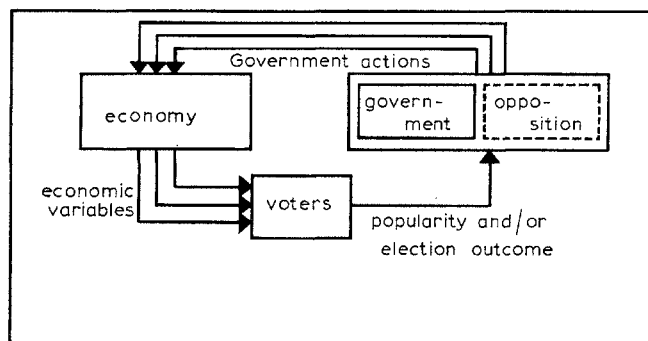 Government actions
economy
govern-
ment
oppo-
sition
economic
variables
voters
popularity and/or
election outcome